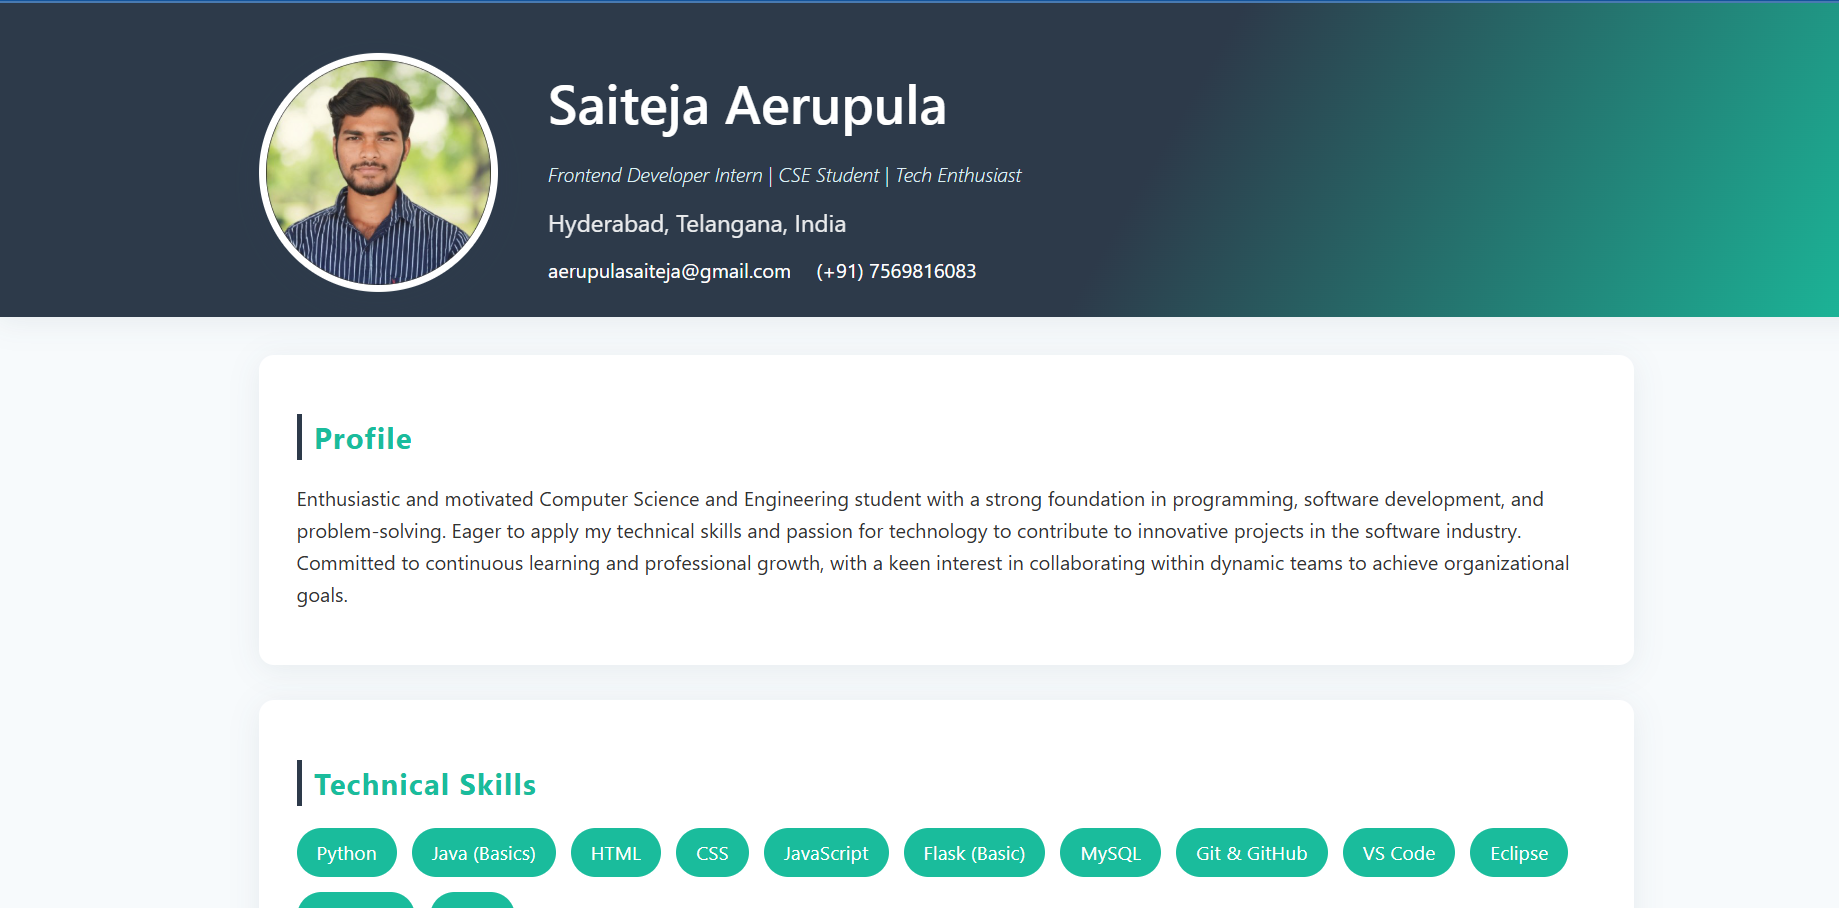 Saiteja Aerupula
Frontend Developer Intern | CSE Student | Tech Enthusiast
Hyderabad, Telangana, India
aerupulasaiteja@gmail.com (+91) 7569816083
Profile
Enthusiastic and motivated Computer Science and Engineering student with a strong foundation in programming, software development, and
problem-solving. Eager to apply my technical skills and passion for technology to contribute to innovative projects in the software industry.
Committed to continuous learning and professional growth, with a keen interest in collaborating within dynamic teams to achieve organizational
goals.
Technical Skills
Python Java (Basics) HTML CSS JavaScript Flask (Basic) MySQL Git & GitHub VS Code Eclipse